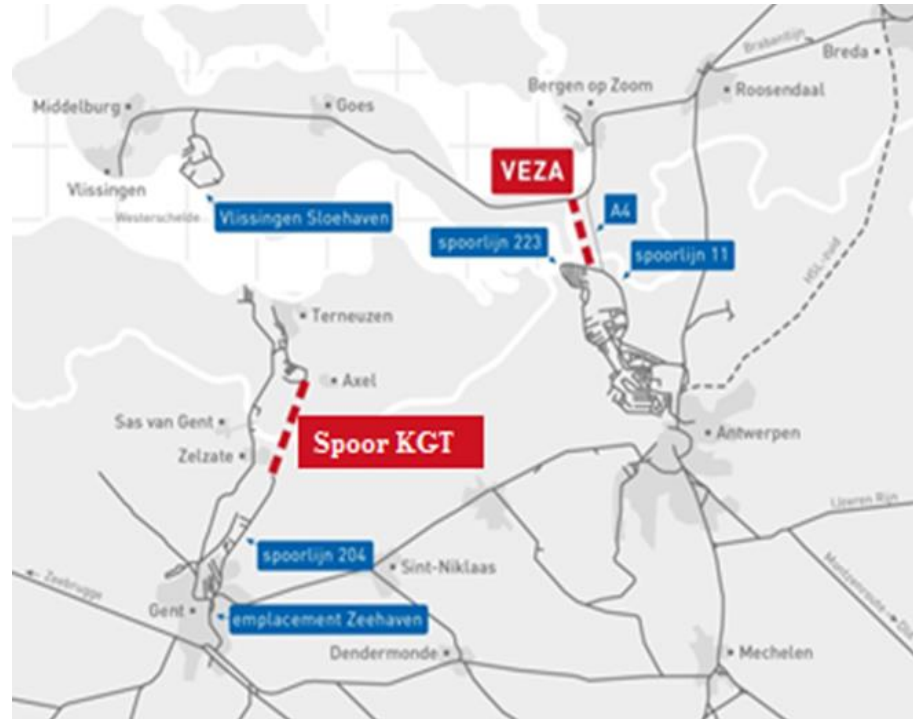 Brabantijn
Breda
Bergen op Zoom
Roosendaal
Middelburg
Goes
VEZA
Vlissingen
Vlissingen Sloehaven
Westerschelde
A4
spoorlijn 223
spoorlijn 11
HSL-Zuid
Terneuzen
Axel
Sas van Gent
Spoor KGT
Zelzate
Antwerpen
IJzeren Rijn
spoorlijn 204
Sint-Niklaas
Montzenroute
← Zeebrugge
Gent
emplacement Zeehaven
Dendermonde
Mechelen